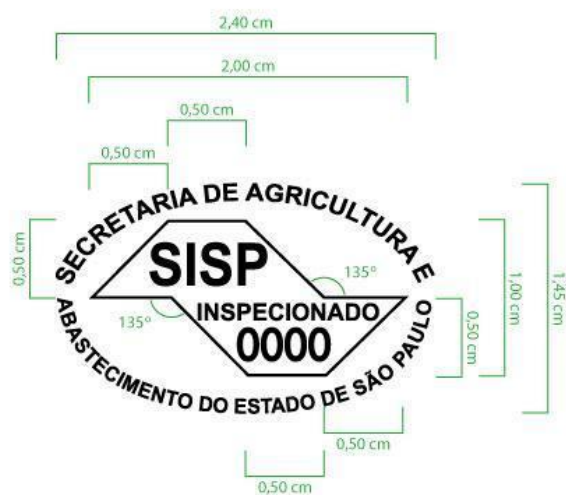 2,40 cm
2,00 cm
0,50 cm
0,50 cm
SECRETARIA DE AGRICULTURA E
0,50 cm
SISP
135º
135º
INSPECIONADO
0000
ABASTECIMENTO DO ESTADO DE SÃO PAULO
0,50 cm
1,00 cm
1,45 cm
0,50 cm
0,50 cm